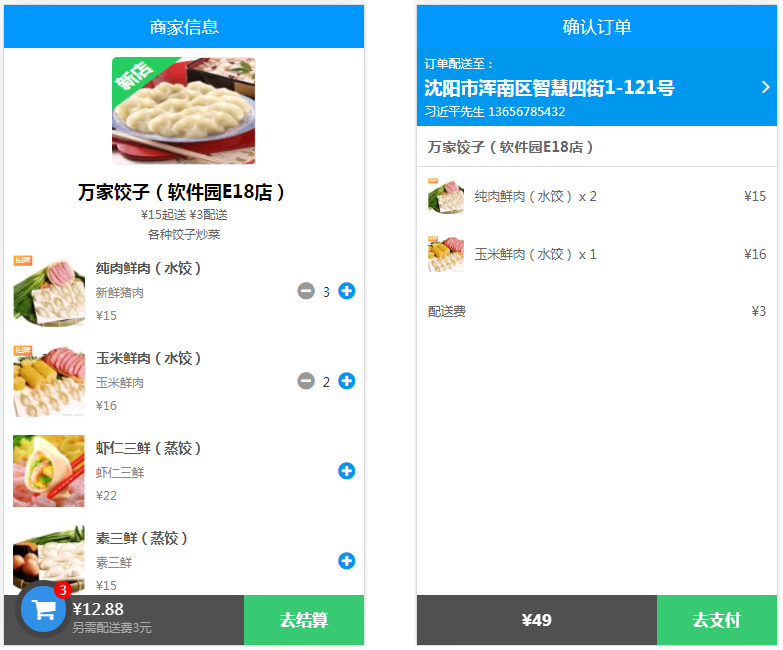 商家信息
新店
万家饺子（软件园E18店）
¥15起送 ¥3配送
各种饺子炒菜
招牌
纯肉鲜肉（水饺）
新鲜猪肉
3
¥15
招牌
玉米鲜肉（水饺）
玉米鲜肉
2
¥16
虾仁三鲜（蒸饺）
虾仁三鲜
¥22
素三鲜（蒸饺）
素三鲜
¥15
3
¥12.88
另需配送费3元
去结算
确认订单
订单配送至：
沈阳市浑南区智慧四街1-121号
习近平先生 13656785432
万家饺子（软件园E18店）
纯肉鲜肉（水饺）x 2
¥15
玉米鲜肉（水饺）x 1
¥16
配送费
¥3
¥49
去支付